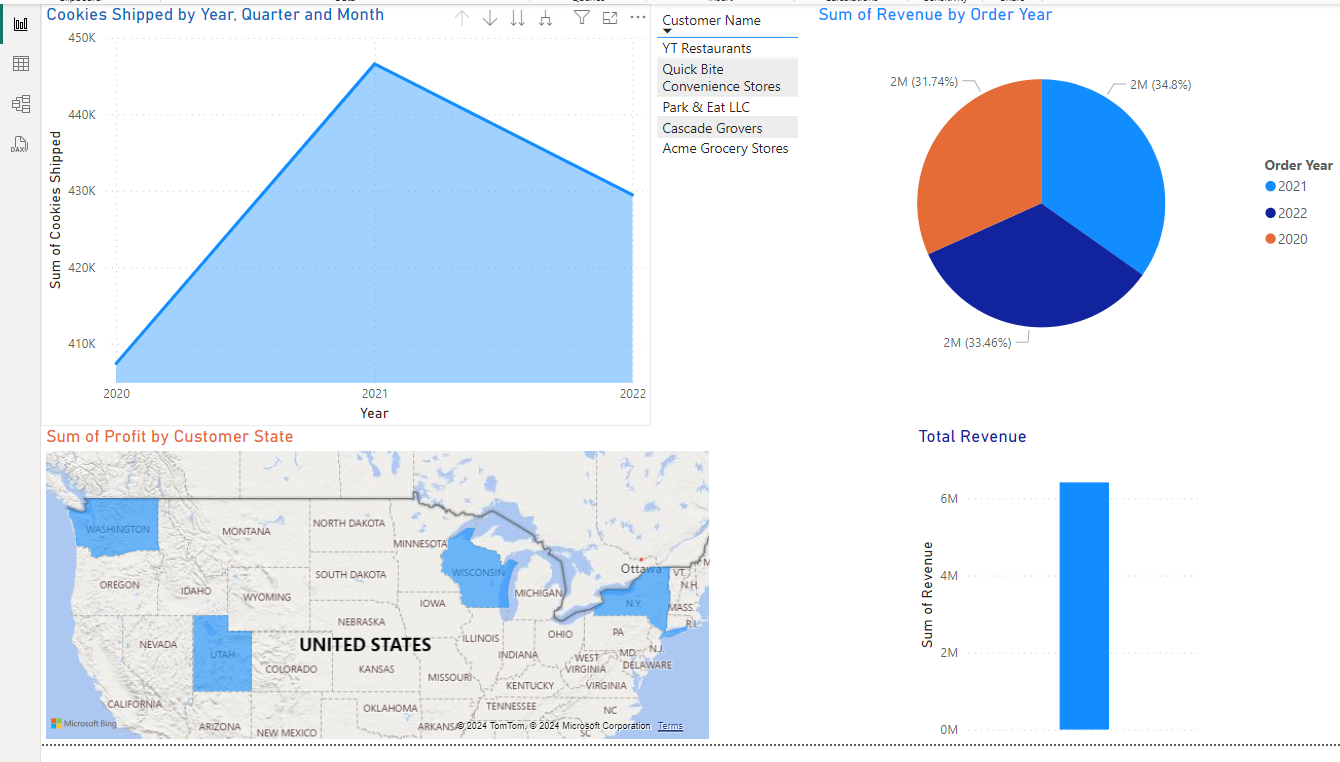 Cookies Shipped by Year, Quarter and Month
450K
440K
430K
420K
410K
Sum of Cookies Shipped
2020
2021
2022
Year
Customer Name
YT Restaurants
Quick Bite
Convenience Stores
Park & Eat LLC
Cascade Grovers
Acme Grocery Stores
Sum of Revenue by Order Year
2M (31.74%)
2M (34.8%)
2M (33.46%)
Order Year
2021
2022
2020
DAX
Sum of Profit by Customer State
WASHINGTON
MONTANA
NORTH DAKOTA
MINNESOTA
Ottawa
VT.
N.H.
OREGON
IDAHO
WYOMING
SOUTH DAKOTA
WISCONSIN
MICHIGAN
N.Y.
MASS.
R.I.
IOWA
NEBRASKA
NEVADA
UTAH
COLORADO
UNITED STATES
KANSAS
ILLINOIS
INDIANA
OHIO
PA
N.J.
MD.
DELAWARE
MISSOURI
WEST
VIRGINIA
KENTUCKY
VIRGINIA
CALIFORNIA
ARIZONA
NEW MEXICO
OKLAHOMA
ARKANSA
TENNESSEE
NC
SC
Microsoft Bing
© 2024 TomTom, © 2024 Microsoft Corporation Terms
Total Revenue
6M
4M
2M
0M
Sum of Revenue